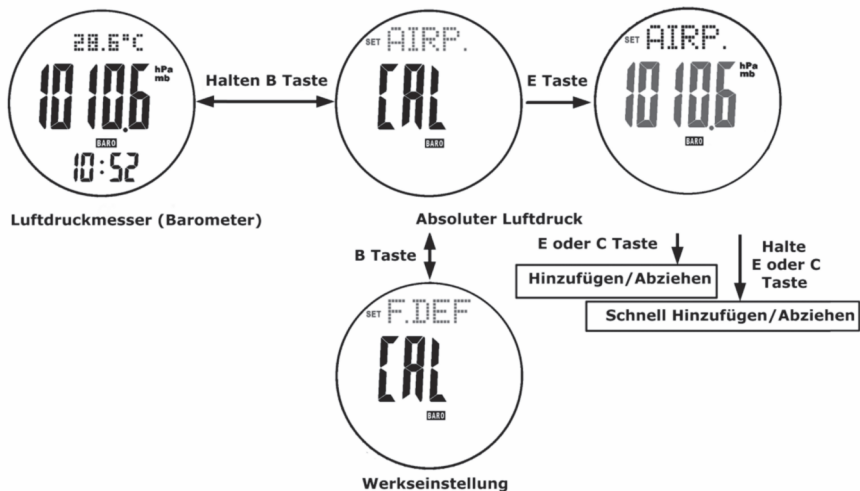 28.6°C
1010.6 hPa mb
BARO
10:52
Luftdruckmesser (Barometer)
Halten B Taste
SET AIRP.
CAL
BARO
Absoluter Luftdruck
E Taste
SET AIRP.
1010.6 hPa mb
BARO
B Taste
SET F.DEF
CAL
BARO
Werkseinstellung
E oder C Taste
Hinzufügen/Abziehen
Halte
E oder C
Taste
Schnell Hinzufügen/Abziehen